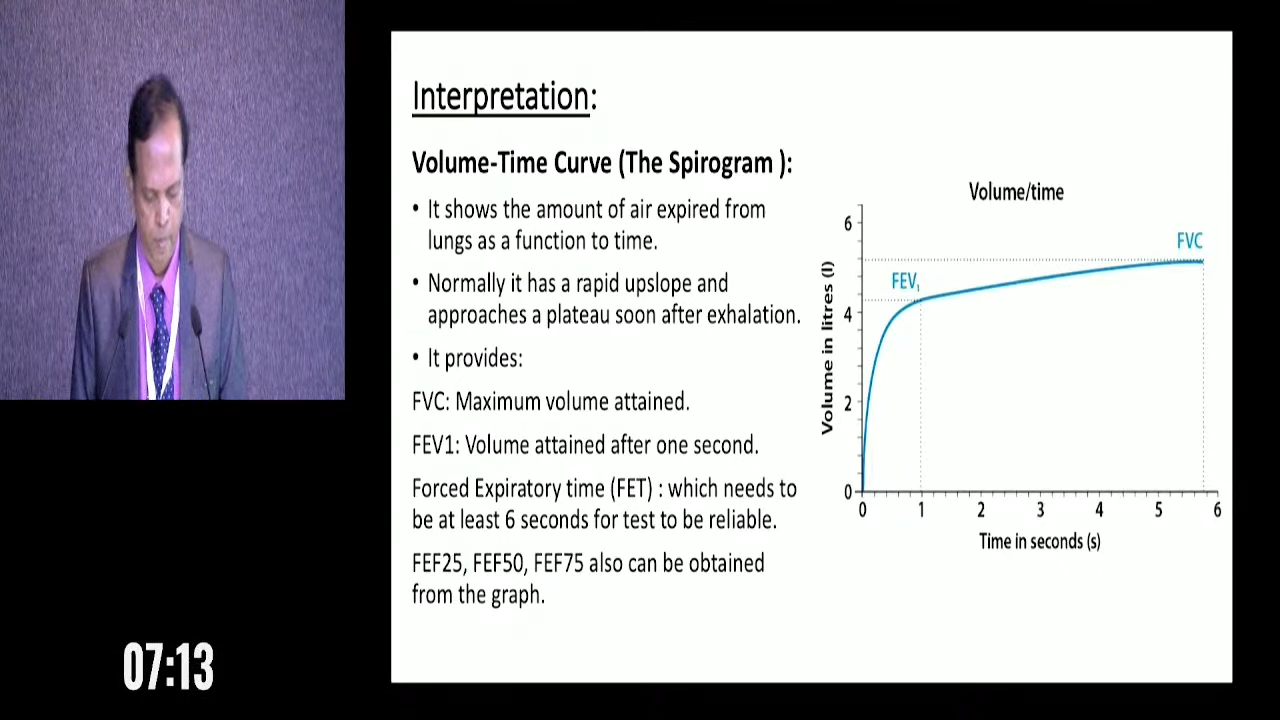 Interpretation:
Volume-Time Curve (The Spirogram ):
• It shows the amount of air expired from
lungs as a function to time.
• Normally it has a rapid upslope and
approaches a plateau soon after exhalation.
• It provides:
FVC: Maximum volume attained.
FEV1: Volume attained after one second.
Forced Expiratory time (FET) : which needs to
be at least 6 seconds for test to be reliable.
FEF25, FEF50, FEF75 also can be obtained
from the graph.
Volume/time
FVC
FEV₁
Volume in litres (l)
6
4
2
0
0 1 2 3 4 5 6
Time in seconds (s)
07:13